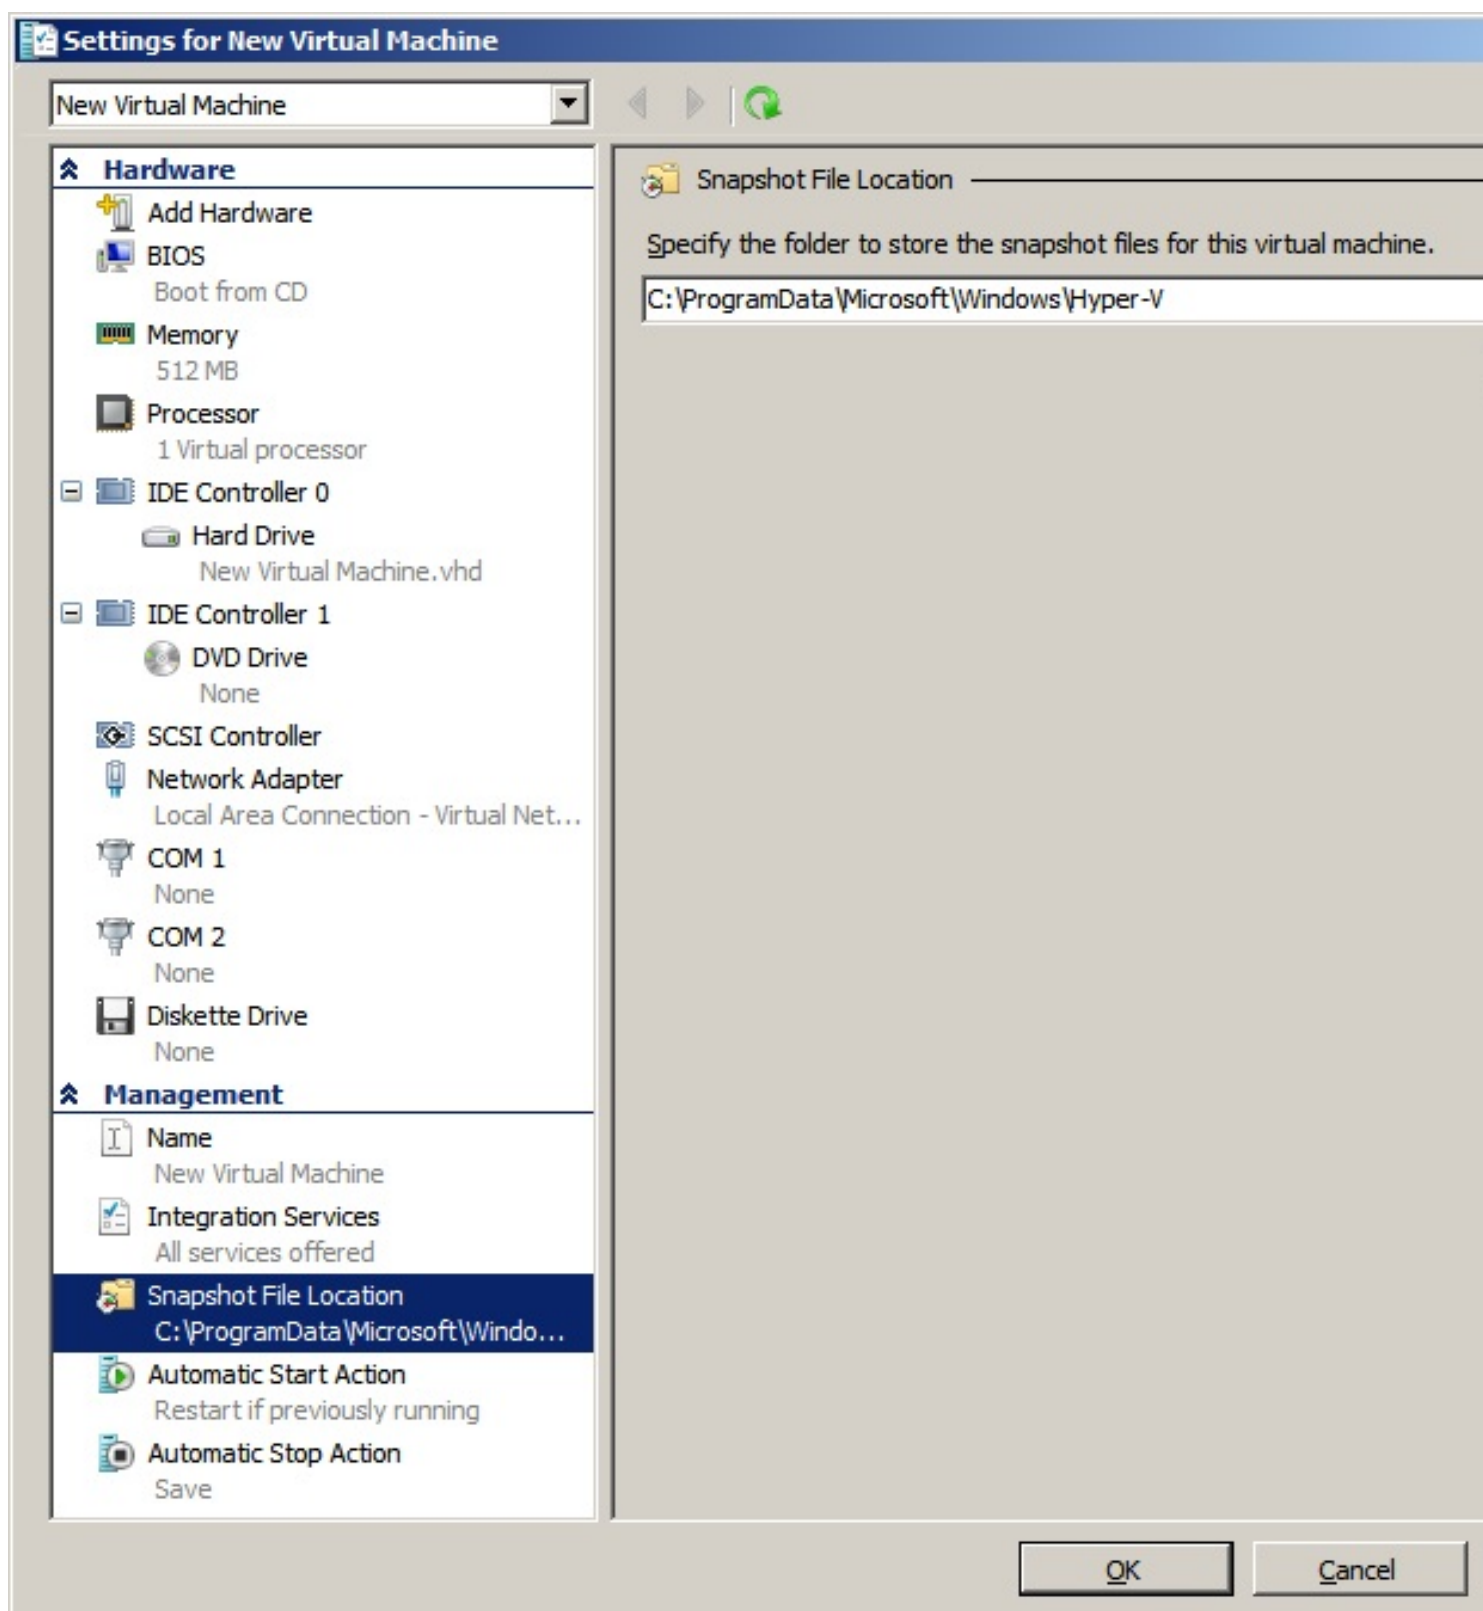 Settings for New Virtual Machine
New Virtual Machine
Hardware
Add Hardware
BIOS
Boot from CD
Memory
512 MB
Processor
1 Virtual processor
IDE Controller 0
Hard Drive
New Virtual Machine.vhd
IDE Controller 1
DVD Drive
None
SCSI Controller
Network Adapter
Local Area Connection - Virtual Net...
COM 1
None
COM 2
None
Diskette Drive
None
Management
Name
New Virtual Machine
Integration Services
All services offered
Snapshot File Location
C:\ProgramData\Microsoft\Windo...
Automatic Start Action
Restart if previously running
Automatic Stop Action
Save
Snapshot File Location
Specify the folder to store the snapshot files for this virtual machine.
C:\ProgramData\Microsoft\Windows\Hyper-V
OK
Cancel